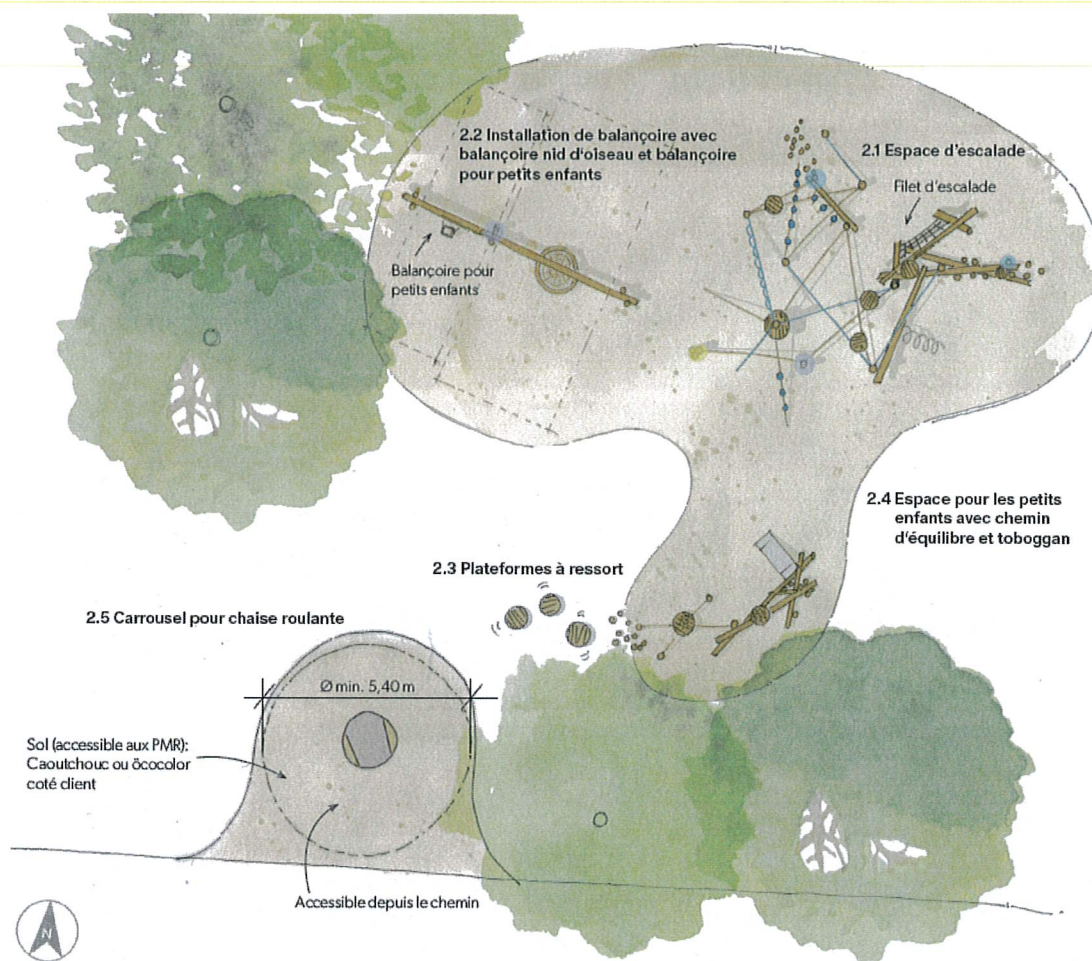 2.2 Installation de balançoire avec
balançoire nid d'oiseau et balançoire
pour petits enfants
2.1 Espace d'escalade
Filet d'escalade
Balançoire pour
petits enfants
2.4 Espace pour les petits
enfants avec chemin
d'équilibre et toboggan
2.3 Plateformes à ressort
2.5 Carrousel pour chaise roulante
Ø min. 5,40 m
Sol (accessible aux PMR):
Caoutchouc ou öcocolor
coté client
Accessible depuis le chemin
N